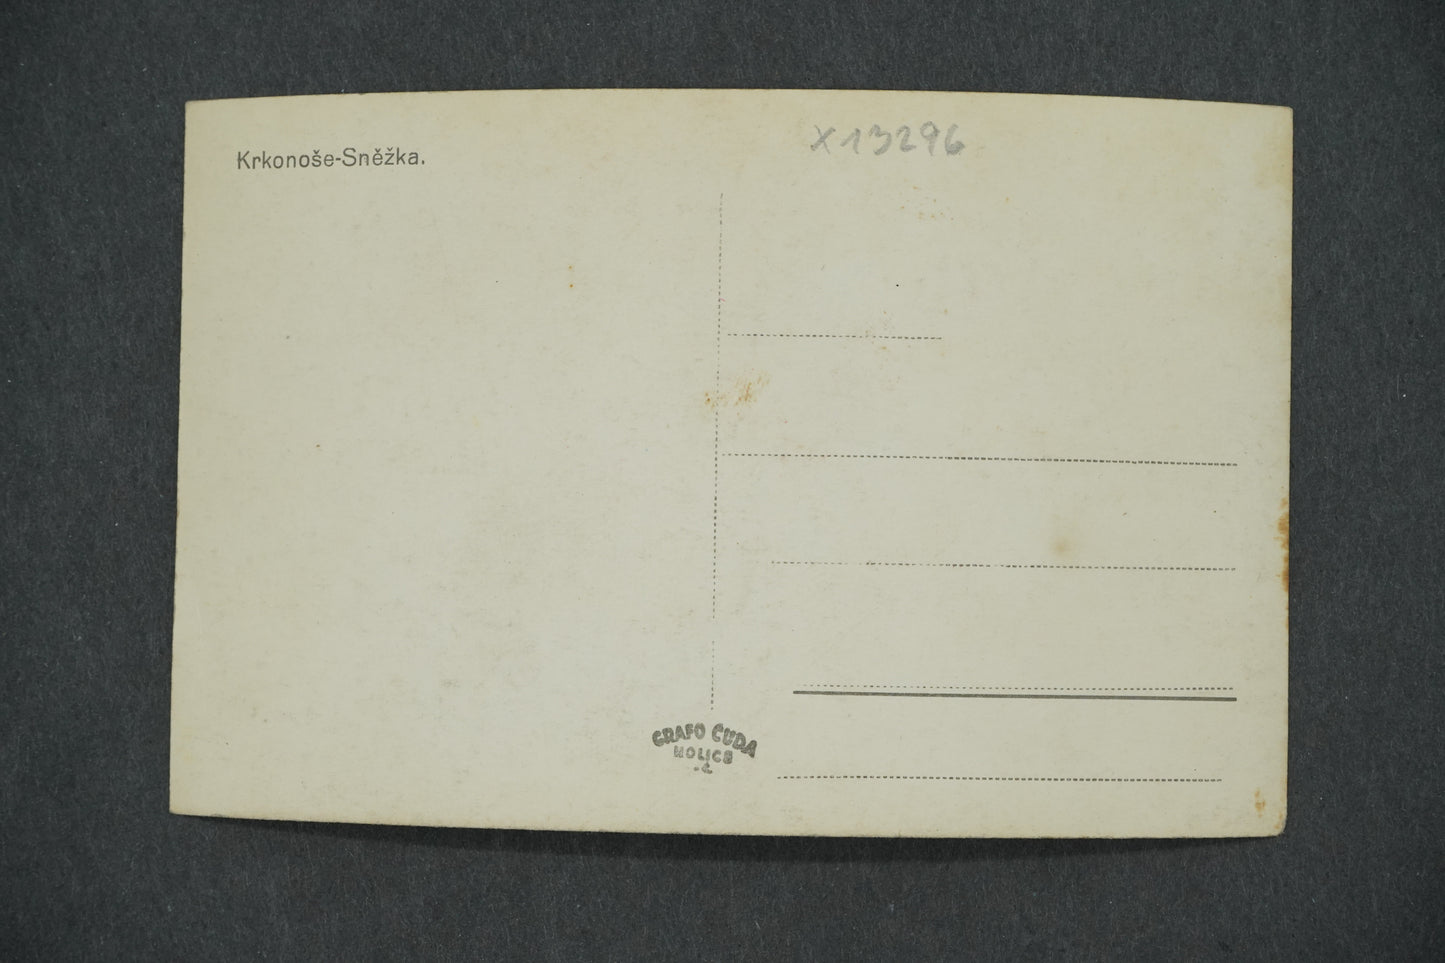 Krkonoše-Sněžka.
X13296
GRAFO ČUDA
HOLICE